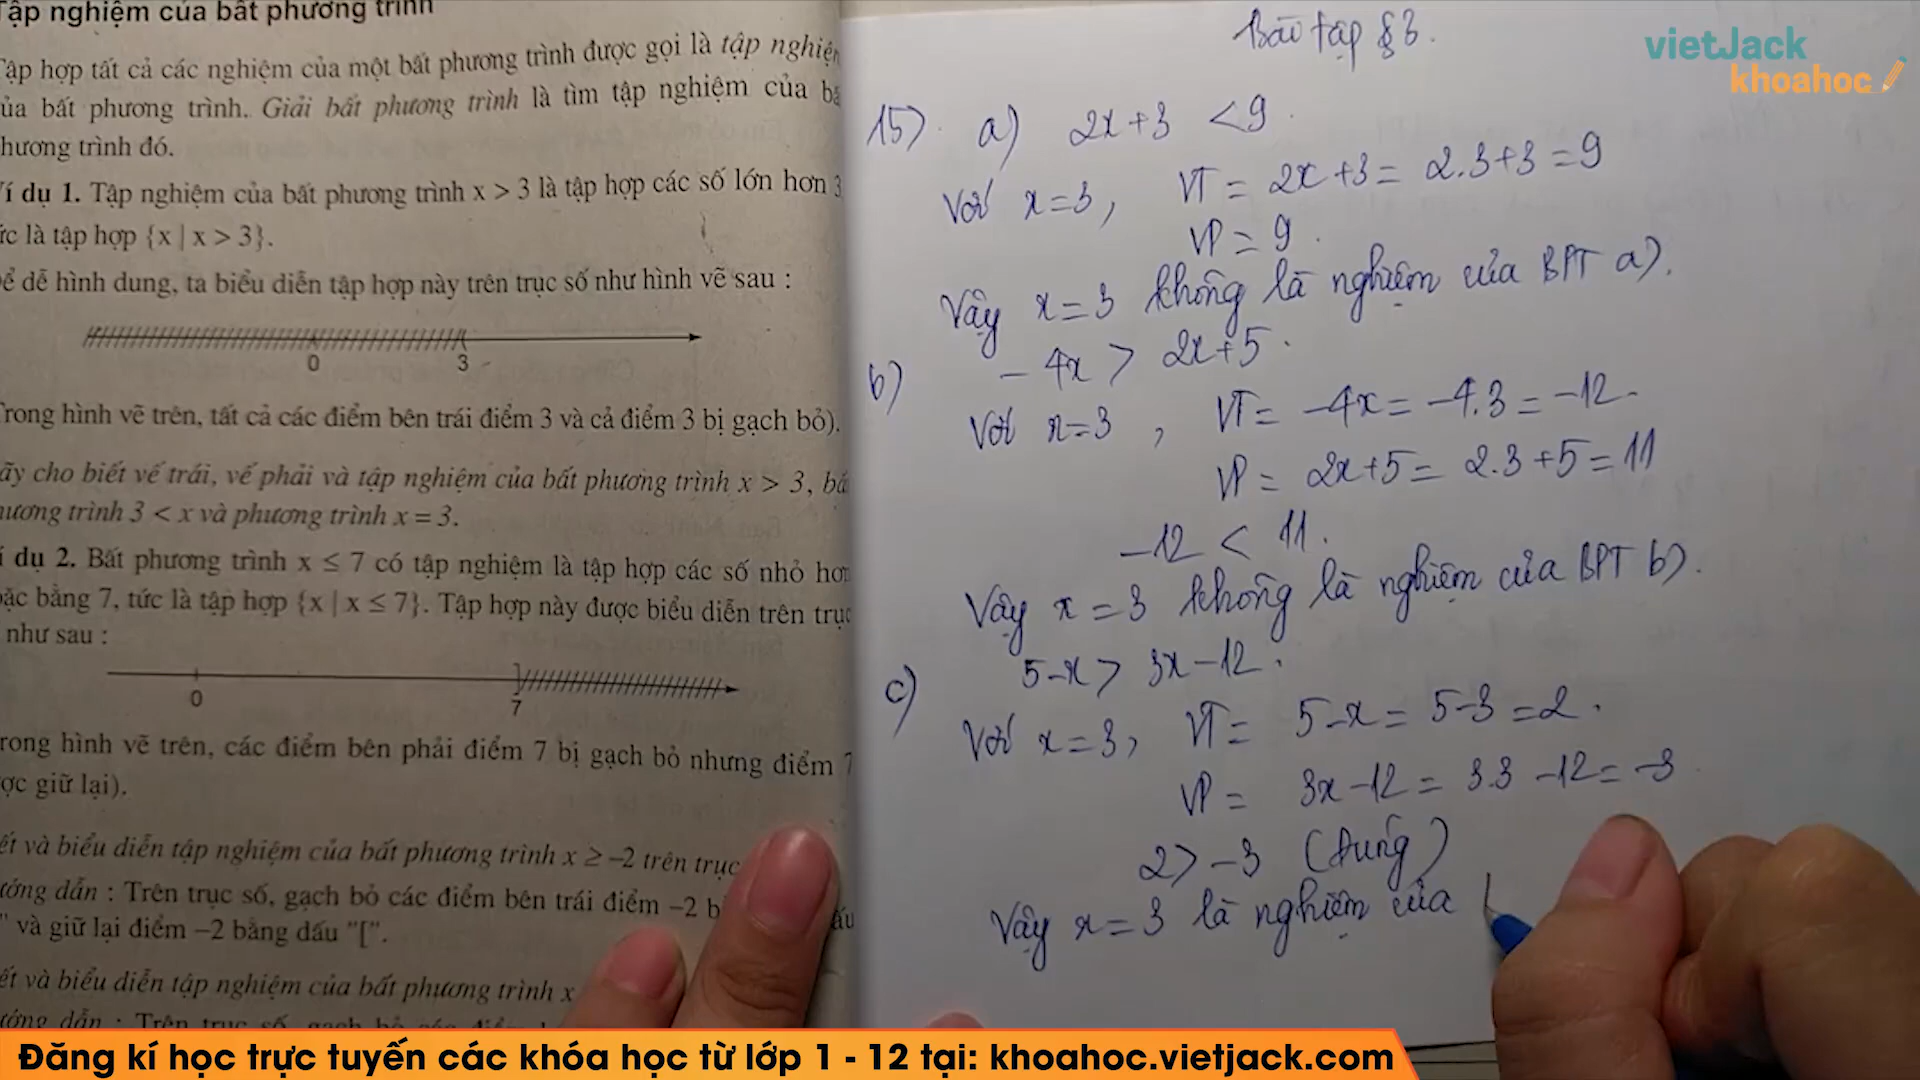 Tập nghiệm của bất phương trình
Tập hợp tất cả các nghiệm của một bất phương trình được gọi là tập nghiệm
của bất phương trình. Giải bất phương trình là tìm tập nghiệm của
phương trình đó.
Ví dụ 1. Tập nghiệm của bất phương trình x > 3 là tập hợp các số lớn hơn 3
tức là tập hợp {x | x > 3}.
Để dễ hình dung, ta biểu diễn tập hợp này trên trục số như hình vẽ sau :
0 3
Trong hình vẽ trên, tất cả các điểm bên trái điểm 3 và cả điểm 3 bị gạch bỏ).
Hãy cho biết vế trái, vế phải và tập nghiệm của bất phương trình x > 3,
phương trình 3 < x và phương trình x = 3.
Ví dụ 2. Bất phương trình x ≤ 7 có tập nghiệm là tập hợp các số nhỏ hơn
hoặc bằng 7, tức là tập hợp {x | x ≤ 7}. Tập hợp này được biểu diễn trên trục
như sau :
0 7
Trong hình vẽ trên, các điểm bên phải điểm 7 bị gạch bỏ nhưng điểm 7
được giữ lại).
Viết và biểu diễn tập nghiệm của bất phương trình x ≥ –2 trên trục
Hướng dẫn : Trên trục số, gạch bỏ các điểm bên trái điểm –2
" và giữ lại điểm –2 bằng dấu "[".
Viết và biểu diễn tập nghiệm của bất phương trình x
Hướng dẫn : Trên trục số, gạch bỏ các
Bài tập §3.
15) a) 2x+3 < 9.
Với x=3, VT = 2x+3 = 2.3+3 = 9
VP = 9.
Vậy x=3 không là nghiệm của BPT a).
b) -4x > 2x+5.
Với x=3, VT = -4x = -4.3 = -12.
VP = 2x+5 = 2.3+5 = 11
-12 < 11.
Vậy x=3 không là nghiệm của BPT b).
c) 5-x > 3x-12.
Với x=3, VT = 5-x = 5-3 = 2.
VP = 3x-12 = 3.3-12 = -3
2 > -3 (đúng)
Vậy x=3 là nghiệm của
vietJack
khoahoc
Đăng kí học trực tuyến các khóa học từ lớp 1 - 12 tại: khoahoc.vietjack.com